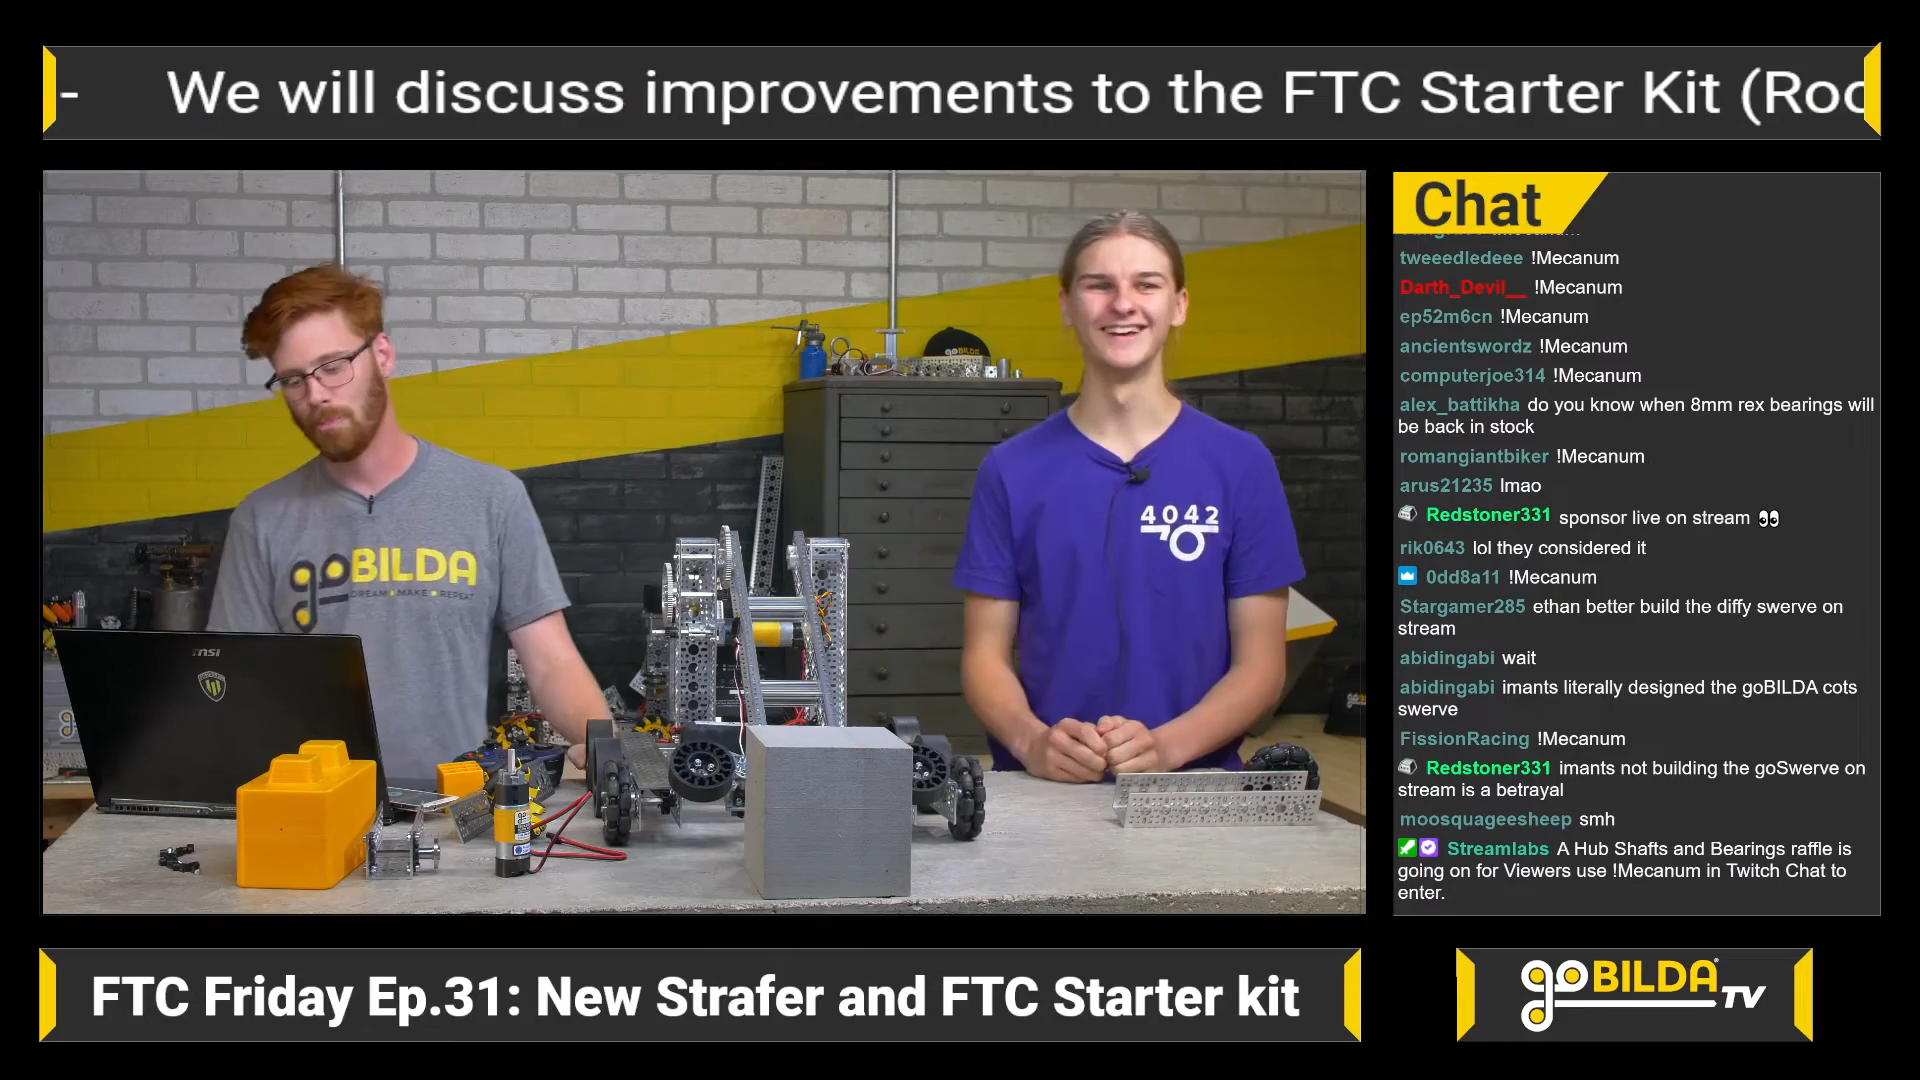 - We will discuss improvements to the FTC Starter Kit (Roo
Chat
tweeedledeee !Mecanum
Darth_Devil__ !Mecanum
ep52m6cn !Mecanum
ancientswordz !Mecanum
computerjoe314 !Mecanum
alex_battikha do you know when 8mm rex bearings will
be back in stock
romangiantbiker !Mecanum
arus21235 lmao
Redstoner331 sponsor live on stream 👀
rik0643 lol they considered it
0dd8a11 !Mecanum
Stargamer285 ethan better build the diffy swerve on
stream
abidingabi wait
abidingabi imants literally designed the goBILDA cots
swerve
FissionRacing !Mecanum
Redstoner331 imants not building the goSwerve on
stream is a betrayal
moosquageesheep smh
Streamlabs A Hub Shafts and Bearings raffle is
going on for Viewers use !Mecanum in Twitch Chat to
enter.
goBILDA
4042
goBILDA
DREAM • MAKE • REPEAT
msi
FTC Friday Ep.31: New Strafer and FTC Starter kit
goBILDA TV